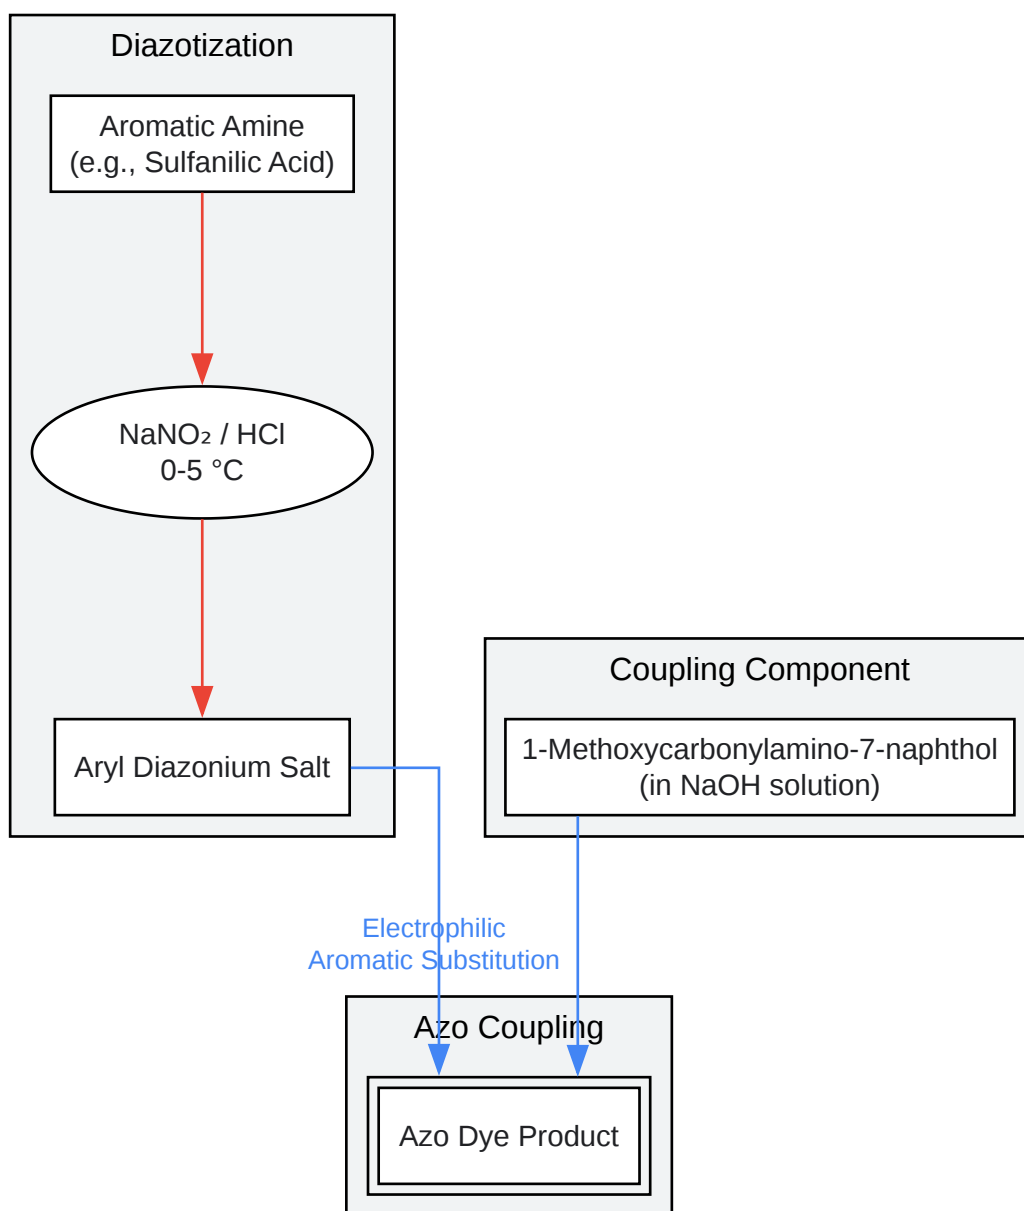 Diazotization
Aromatic Amine
(e.g., Sulfanilic Acid)
NaNO₂ / HCl
0-5 °C
Aryl Diazonium Salt
Coupling Component
1-Methoxycarbonylamino-7-naphthol
(in NaOH solution)
Electrophilic
Aromatic Substitution
Azo Coupling
Azo Dye Product